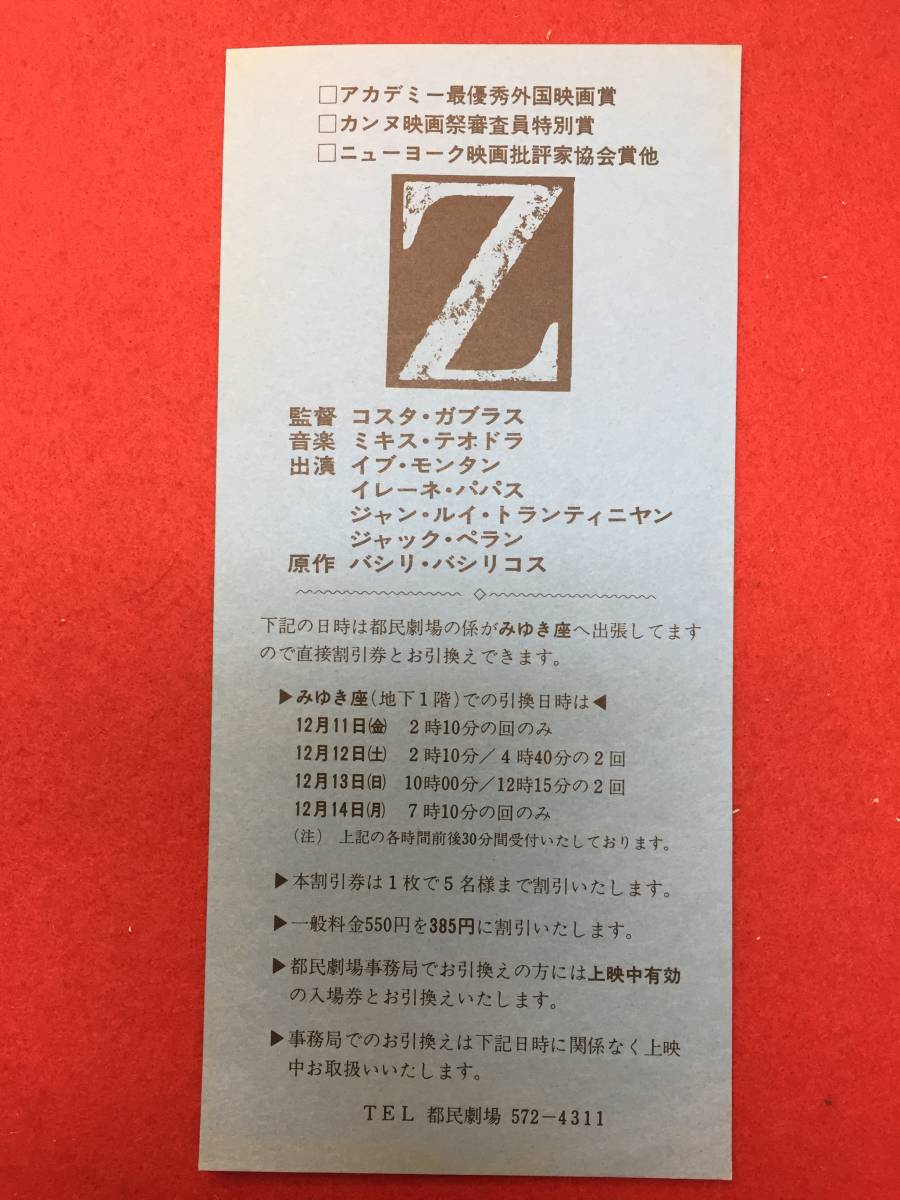 □アカデミー最優秀外国映画賞
□カンヌ映画祭審査員特別賞
□ニューヨーク映画批評家協会賞他
Z
監督 コスタ・ガブラス
音楽 ミキス・テオドラ
出演 イブ・モンタン
イレーネ・パパス
ジャン・ルイ・トランティニヤン
ジャック・ペラン
原作 バシリ・バシリコス
下記の日時は都民劇場の係がみゆき座へ出張してます
ので直接割引券とお引換えできます。
▶みゆき座(地下1階)での引換日時は◀
12月11日㈮ 2時10分の回のみ
12月12日㈯ 2時10分/4時40分の2回
12月13日㈰ 10時00分/12時15分の2回
12月14日㈪ 7時10分の回のみ
(注) 上記の各時間前後30分間受付いたしております。
▶本割引券は1枚で5名様まで割引いたします。
▶一般料金550円を385円に割引いたします。
▶都民劇場事務局でお引換えの方には上映中有効
の入場券とお引換えいたします。
▶事務局でのお引換えは下記日時に関係なく上映
中お取扱いいたします。
TEL 都民劇場 572-4311